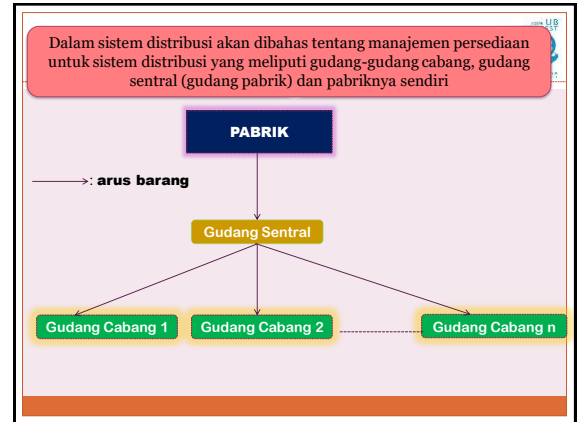 Dalam sistem distribusi akan dibahas tentang manajemen persediaan
untuk sistem distribusi yang meliputi gudang-gudang cabang, gudang
sentral (gudang pabrik) dan pabriknya sendiri
PABRIK
: arus barang
Gudang Sentral
Gudang Cabang 1
Gudang Cabang 2
Gudang Cabang n